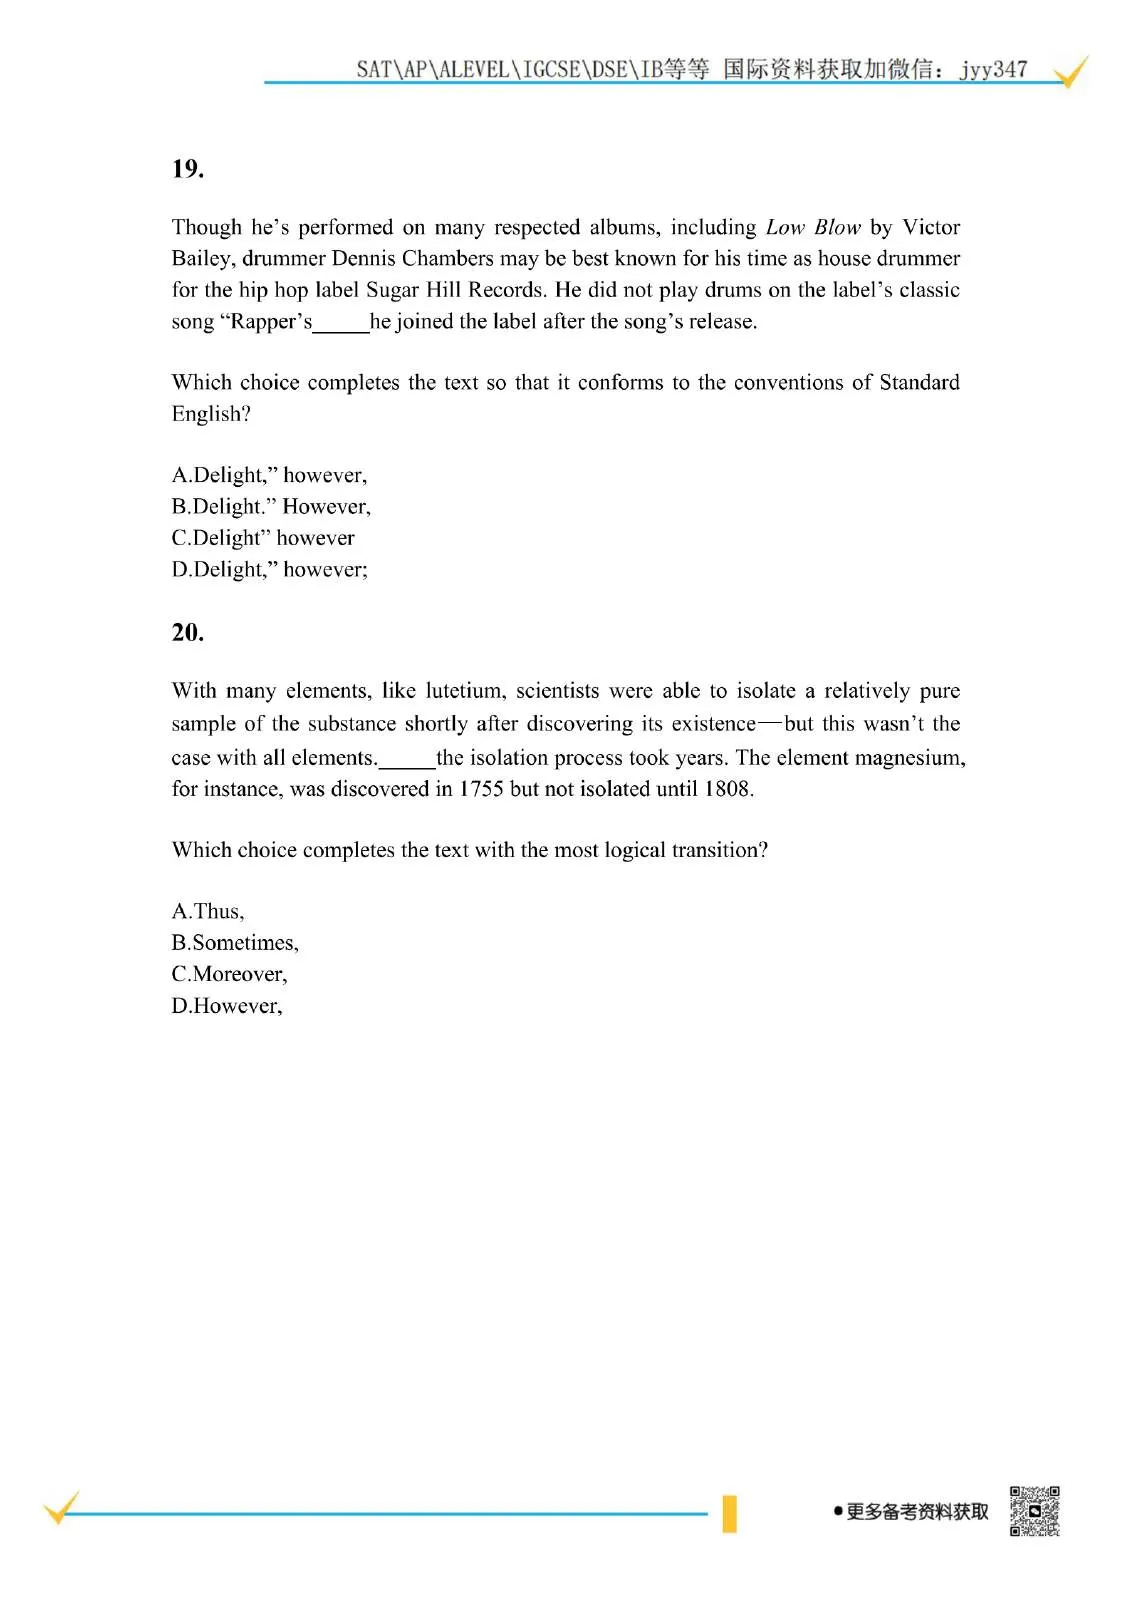 SAT\AP\ALEVEL\IGCSE\DSE\IB等等 国际资料获取加微信：jyy347
19.
Though he’s performed on many respected albums, including Low Blow by Victor
Bailey, drummer Dennis Chambers may be best known for his time as house drummer
for the hip hop label Sugar Hill Records. He did not play drums on the label’s classic
song “Rapper’s_____he joined the label after the song’s release.
Which choice completes the text so that it conforms to the conventions of Standard
English?
A.Delight,” however,
B.Delight.” However,
C.Delight” however
D.Delight,” however;
20.
With many elements, like lutetium, scientists were able to isolate a relatively pure
sample of the substance shortly after discovering its existence—but this wasn’t the
case with all elements._____the isolation process took years. The element magnesium,
for instance, was discovered in 1755 but not isolated until 1808.
Which choice completes the text with the most logical transition?
A.Thus,
B.Sometimes,
C.Moreover,
D.However,
•更多备考资料获取